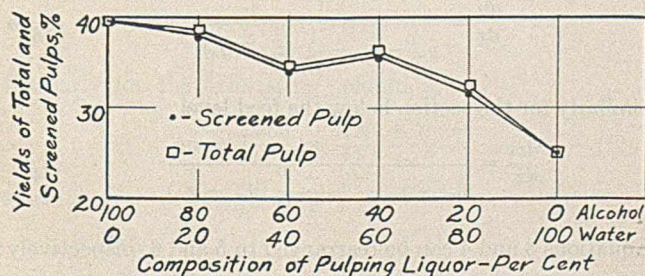 Yields of Total and
Screened Pulps,%
40
30
20
•-Screened Pulp
□-Total Pulp
100 80 60 40 20 0 Alcohol
0 20 40 60 80 100 Water
Composition of Pulping Liquor-Per Cent